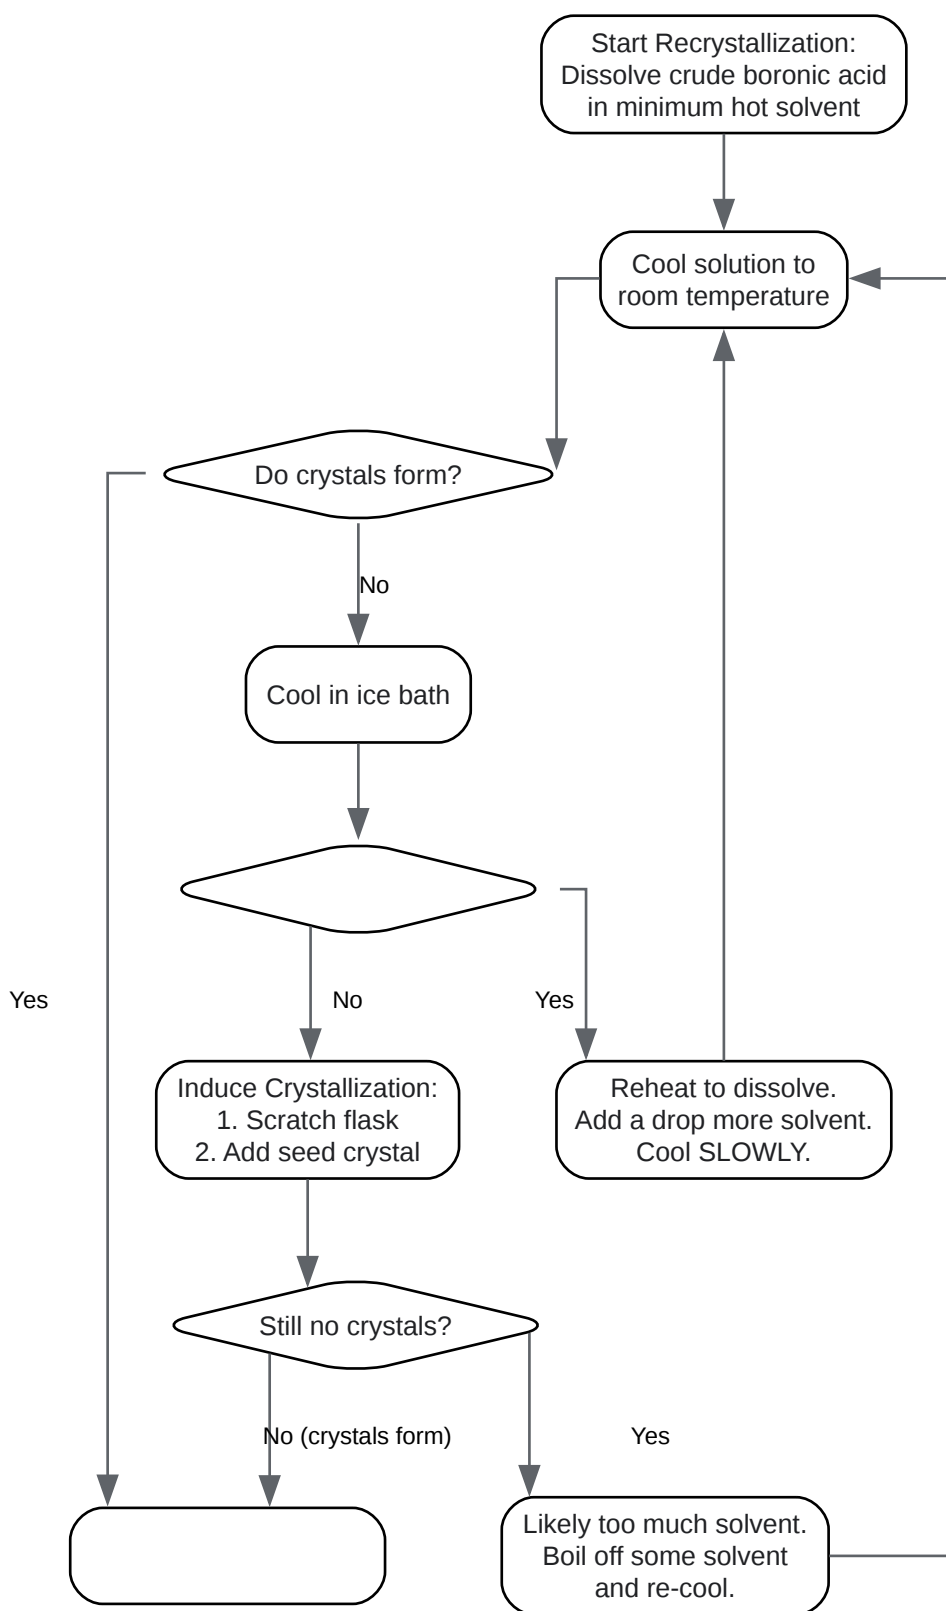 Start Recrystallization:
Dissolve crude boronic acid
in minimum hot solvent
Cool solution to
room temperature
Do crystals form?
No
Cool in ice bath
Yes
No
Yes
Induce Crystallization:
1. Scratch flask
2. Add seed crystal
Reheat to dissolve.
Add a drop more solvent.
Cool SLOWLY.
Still no crystals?
No (crystals form)
Yes
Likely too much solvent.
Boil off some solvent
and re-cool.